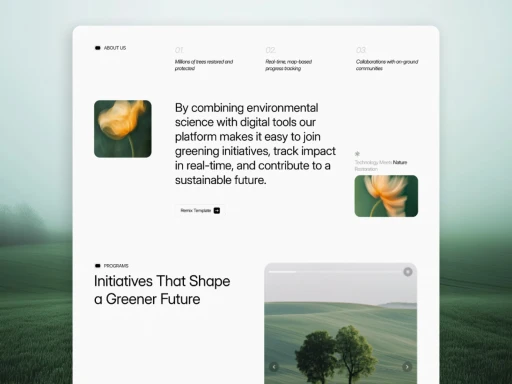 ABOUT US
01.
Millions of trees restored and
protected
02.
Real-time, map-based
progress tracking
03.
Collaborations with on-ground
communities
By combining environmental
science with digital tools our
platform makes it easy to join
greening initiatives, track impact
in real-time, and contribute to a
sustainable future.
Technology Meets Nature
Remix Template
PROGRAMS
Initiatives That Shape
a Greener Future